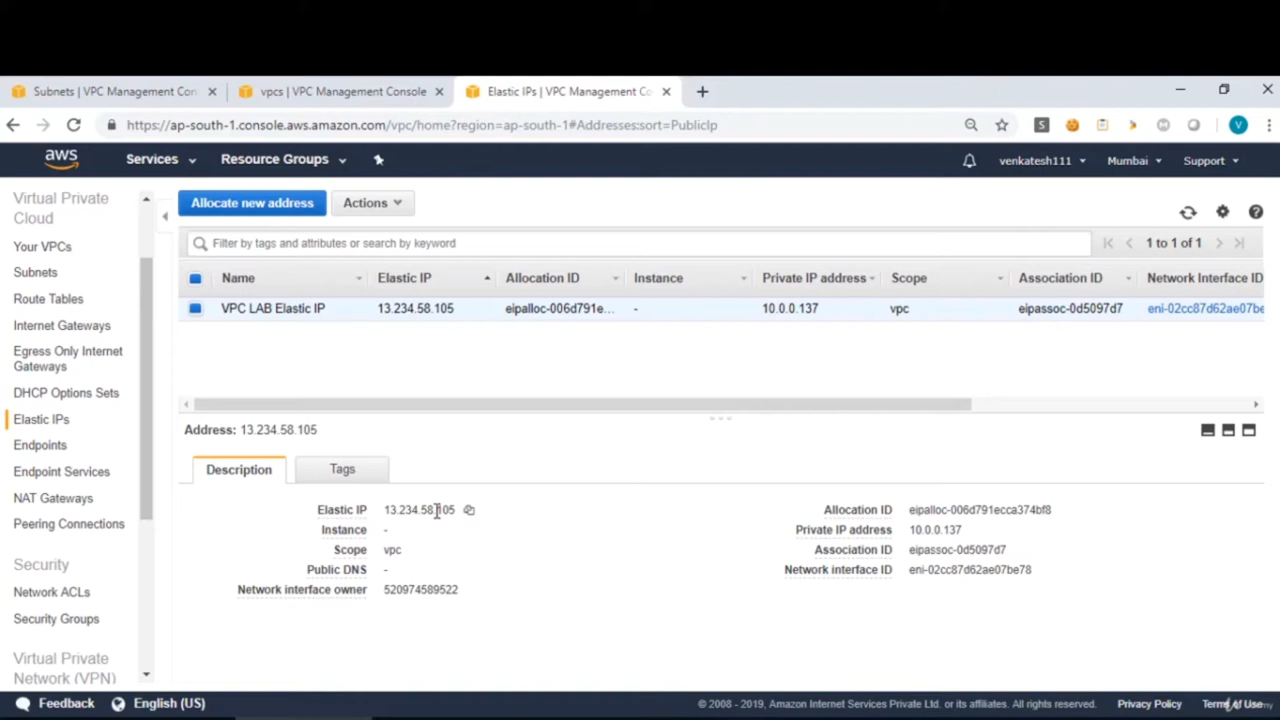 Subnets | VPC Management Con
vpcs | VPC Management Console
Elastic IPs | VPC Management Co
https://ap-south-1.console.aws.amazon.com/vpc/home?region=ap-south-1#Addresses:sort=PublicIp
S
V
aws
Services
Resource Groups
venkatesh111
Mumbai
Support
Virtual Private
Cloud
Your VPCs
Subnets
Route Tables
Internet Gateways
Egress Only Internet
Gateways
DHCP Options Sets
Elastic IPs
Endpoints
Endpoint Services
NAT Gateways
Peering Connections
Security
Network ACLs
Security Groups
Virtual Private
Network (VPN)
Allocate new address
Actions
Filter by tags and attributes or search by keyword
1 to 1 of 1
Name Elastic IP Allocation ID Instance Private IP address Scope Association ID Network Interface ID
VPC LAB Elastic IP 13.234.58.105 eipalloc-006d791e... - 10.0.0.137 vpc eipassoc-0d5097d7 eni-02cc87d62ae07be
Address: 13.234.58.105
Description
Tags
Elastic IP 13.234.58.105
Instance -
Scope vpc
Public DNS -
Network interface owner 520974589522
Allocation ID eipalloc-006d791ecca374bf8
Private IP address 10.0.0.137
Association ID eipassoc-0d5097d7
Network interface ID eni-02cc87d62ae07be78
Feedback
English (US)
© 2008 - 2019, Amazon Internet Services Private Ltd. or its affiliates. All rights reserved.
Privacy Policy
Terms of Use